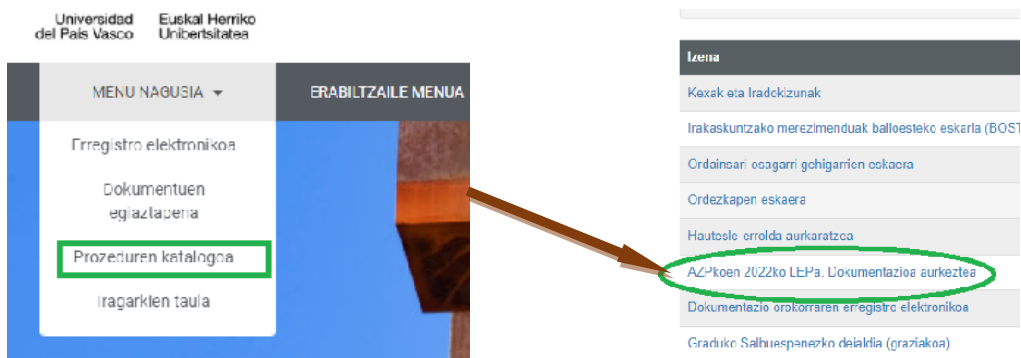 Universidad del País Vasco
Euskal Herriko Unibertsitatea
MENU NAGUSIA
ERABILTZAILE MENUA
Erregistro elektronikoa
Dokumentuen
egiaztapena
Prozeduren katalogoa
Iragarkien taula
Izena
Kexak eta Iradokizunak
Irakaskuntzako merezimenduak balioesteko eskaria (BOST
Ordainsari osagarri gehigarrien eskaera
Ordezkapen eskaera
Hautesle-errolda aurkaratzea
AZPkoen 2022ko LEPa. Dokumentazioa aurkeztea
Dokumentazio orokorraren erregistro elektronikoa
Graduko Salbuespenezko deialdia (graziakoa)